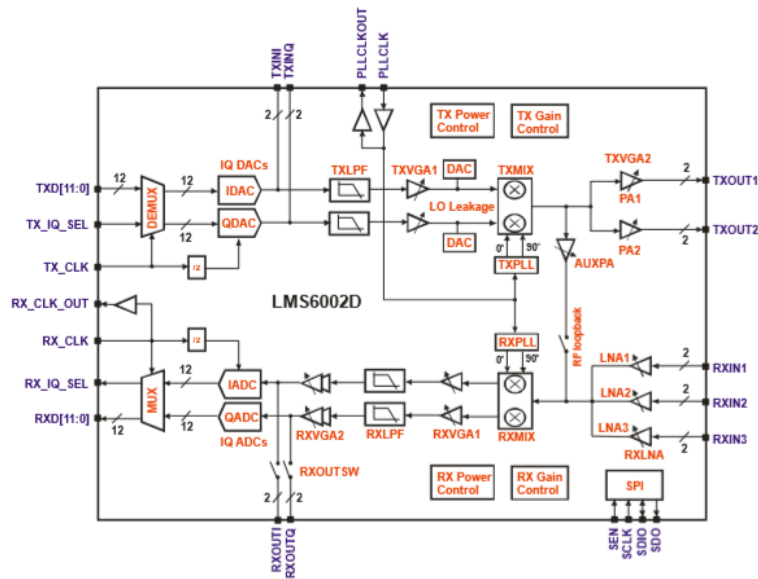 TXINI
TXINQ
PLLCLKOUT
PLLCLK
2
2
TX Power
Control
TX Gain
Control
IQ DACs
TXLPF
TXVGA1
DAC
TXMIX
TXVGA2
TXD[11:0]
12
DEMUX
12
IDAC
2
TXOUT1
PA1
TX_IQ_SEL
12
QDAC
LO Leakage
DAC
PA2
2
TXOUT2
0°
90°
AUXPA
TX_CLK
/2
TXPLL
RX_CLK_OUT
LMS6002D
RF loopback
RX_CLK
/2
RXPLL
0°
90°
LNA1
2
RXIN1
RX_IQ_SEL
MUX
12
IADC
LNA2
2
RXIN2
RXD[11:0]
12
12
QADC
IQ ADCs
RXVGA2
RXLPF
RXVGA1
RXMIX
LNA3
RXLNA
2
RXIN3
RXOUTSW
2
2
RX Power
Control
RX Gain
Control
SPI
RXOUTI
RXOUTQ
SEN
SCLK
SDIO
SDO